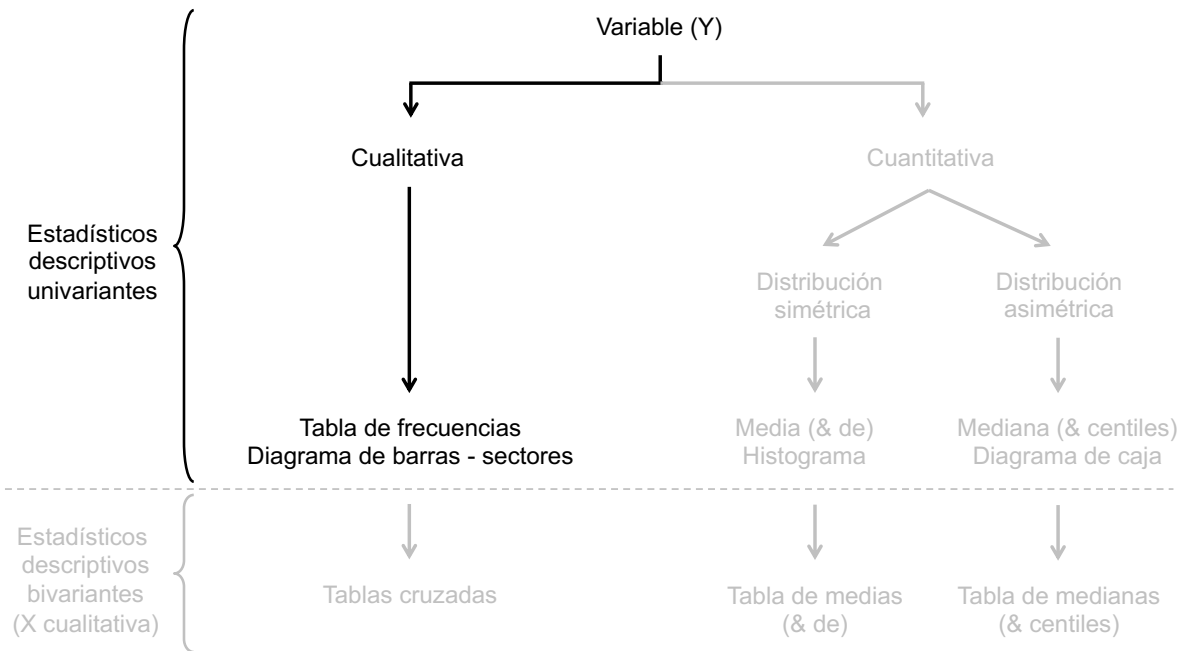 Variable (Y)
Cualitativa
Cuantitativa
Estadísticos
descriptivos
univariantes
Distribución
simétrica
Distribución
asimétrica
Tabla de frecuencias
Diagrama de barras - sectores
Media (& de)
Histograma
Mediana (& centiles)
Diagrama de caja
Estadísticos
descriptivos
bivariantes
(X cualitativa)
Tablas cruzadas
Tabla de medias
(& de)
Tabla de medianas
(& centiles)